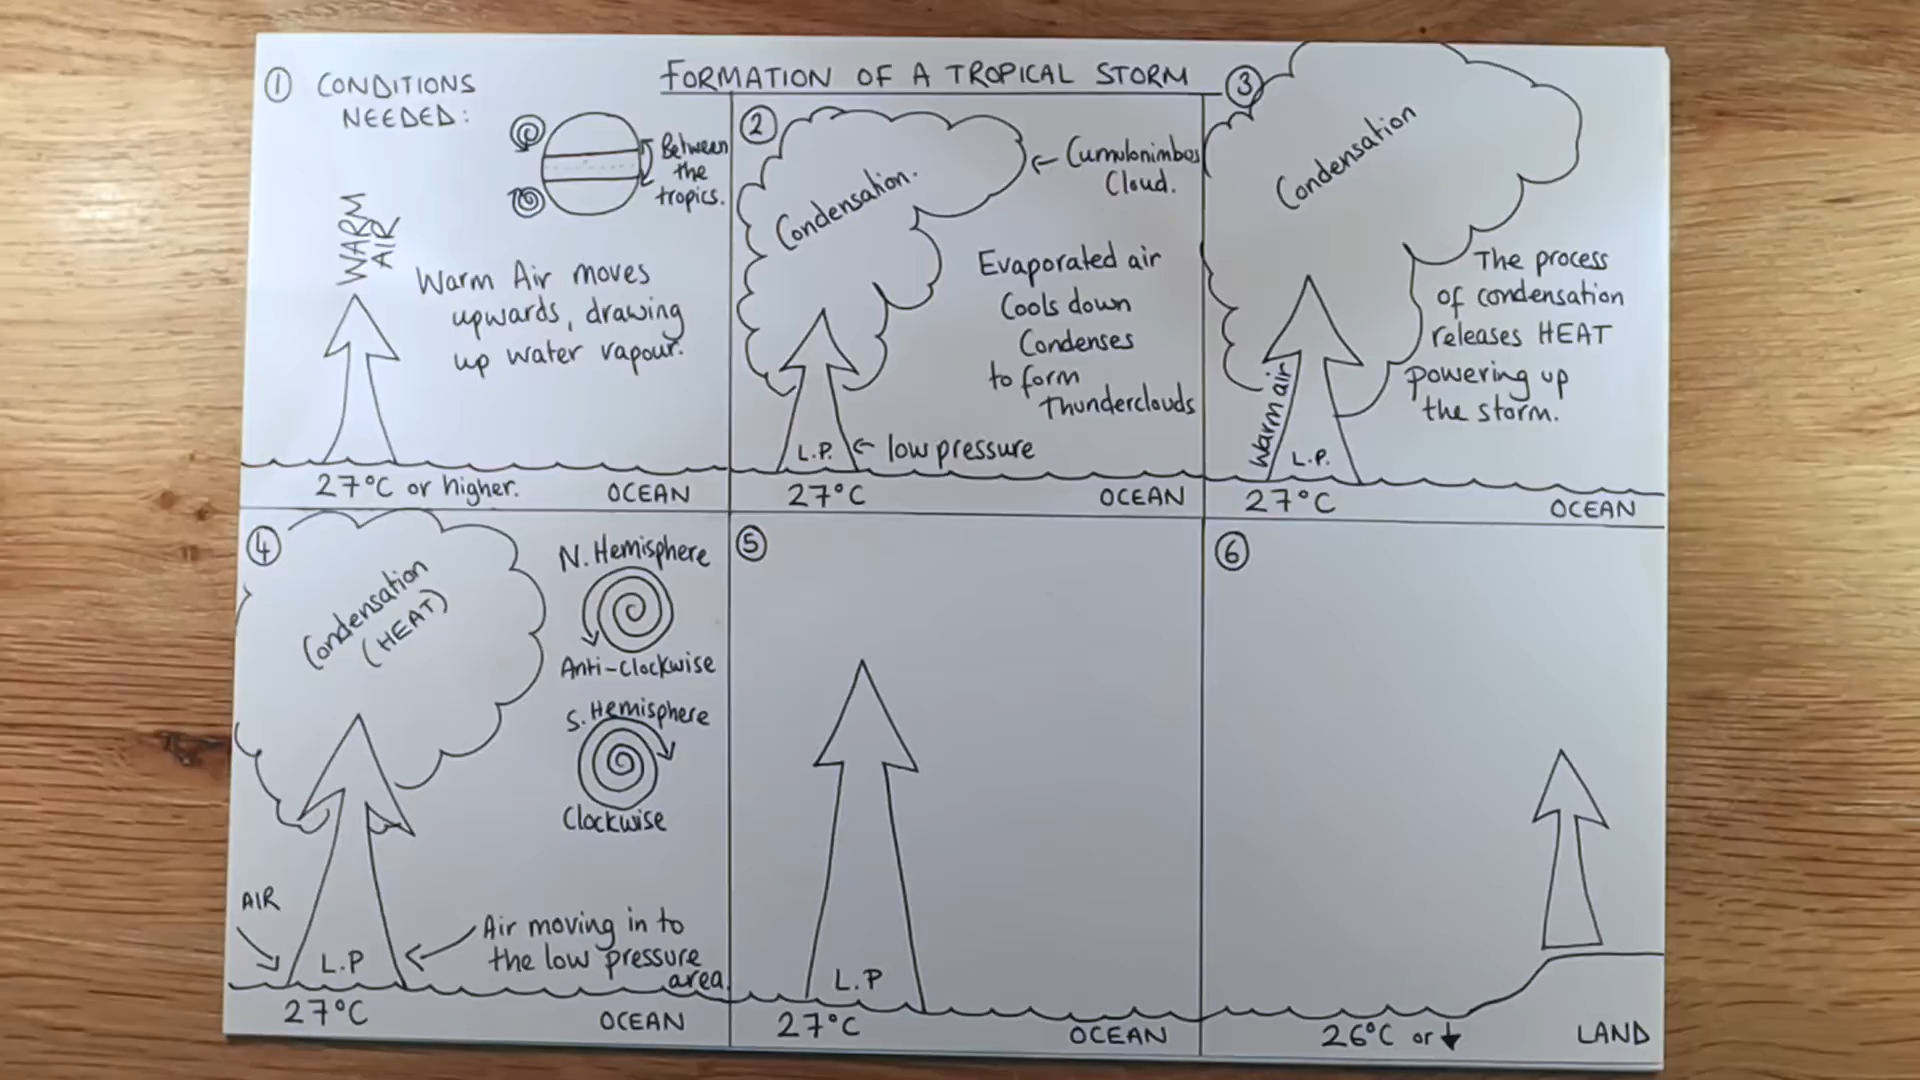 FORMATION OF A TROPICAL STORM
① CONDITIONS
NEEDED:
Between
the
tropics.
WARM
AIR
Warm Air moves
upwards, drawing
up water vapour.
27°C or higher.
OCEAN
②
Condensation.
← Cumulonimbos
Cloud.
Evaporated air
Cools down
Condenses
to form
Thunderclouds
L.P. ← low pressure
27°C
OCEAN
③
Condensation
The process
of condensation
releases HEAT
powering up
the storm.
Warm air
L.P.
27°C
OCEAN
④
Condensation
(HEAT)
N. Hemisphere
Anti-Clockwise
S. Hemisphere
Clockwise
AIR
L.P
Air moving in to
the low pressure
area.
27°C
OCEAN
⑤
L.P
27°C
OCEAN
⑥
26°C or ↓
LAND